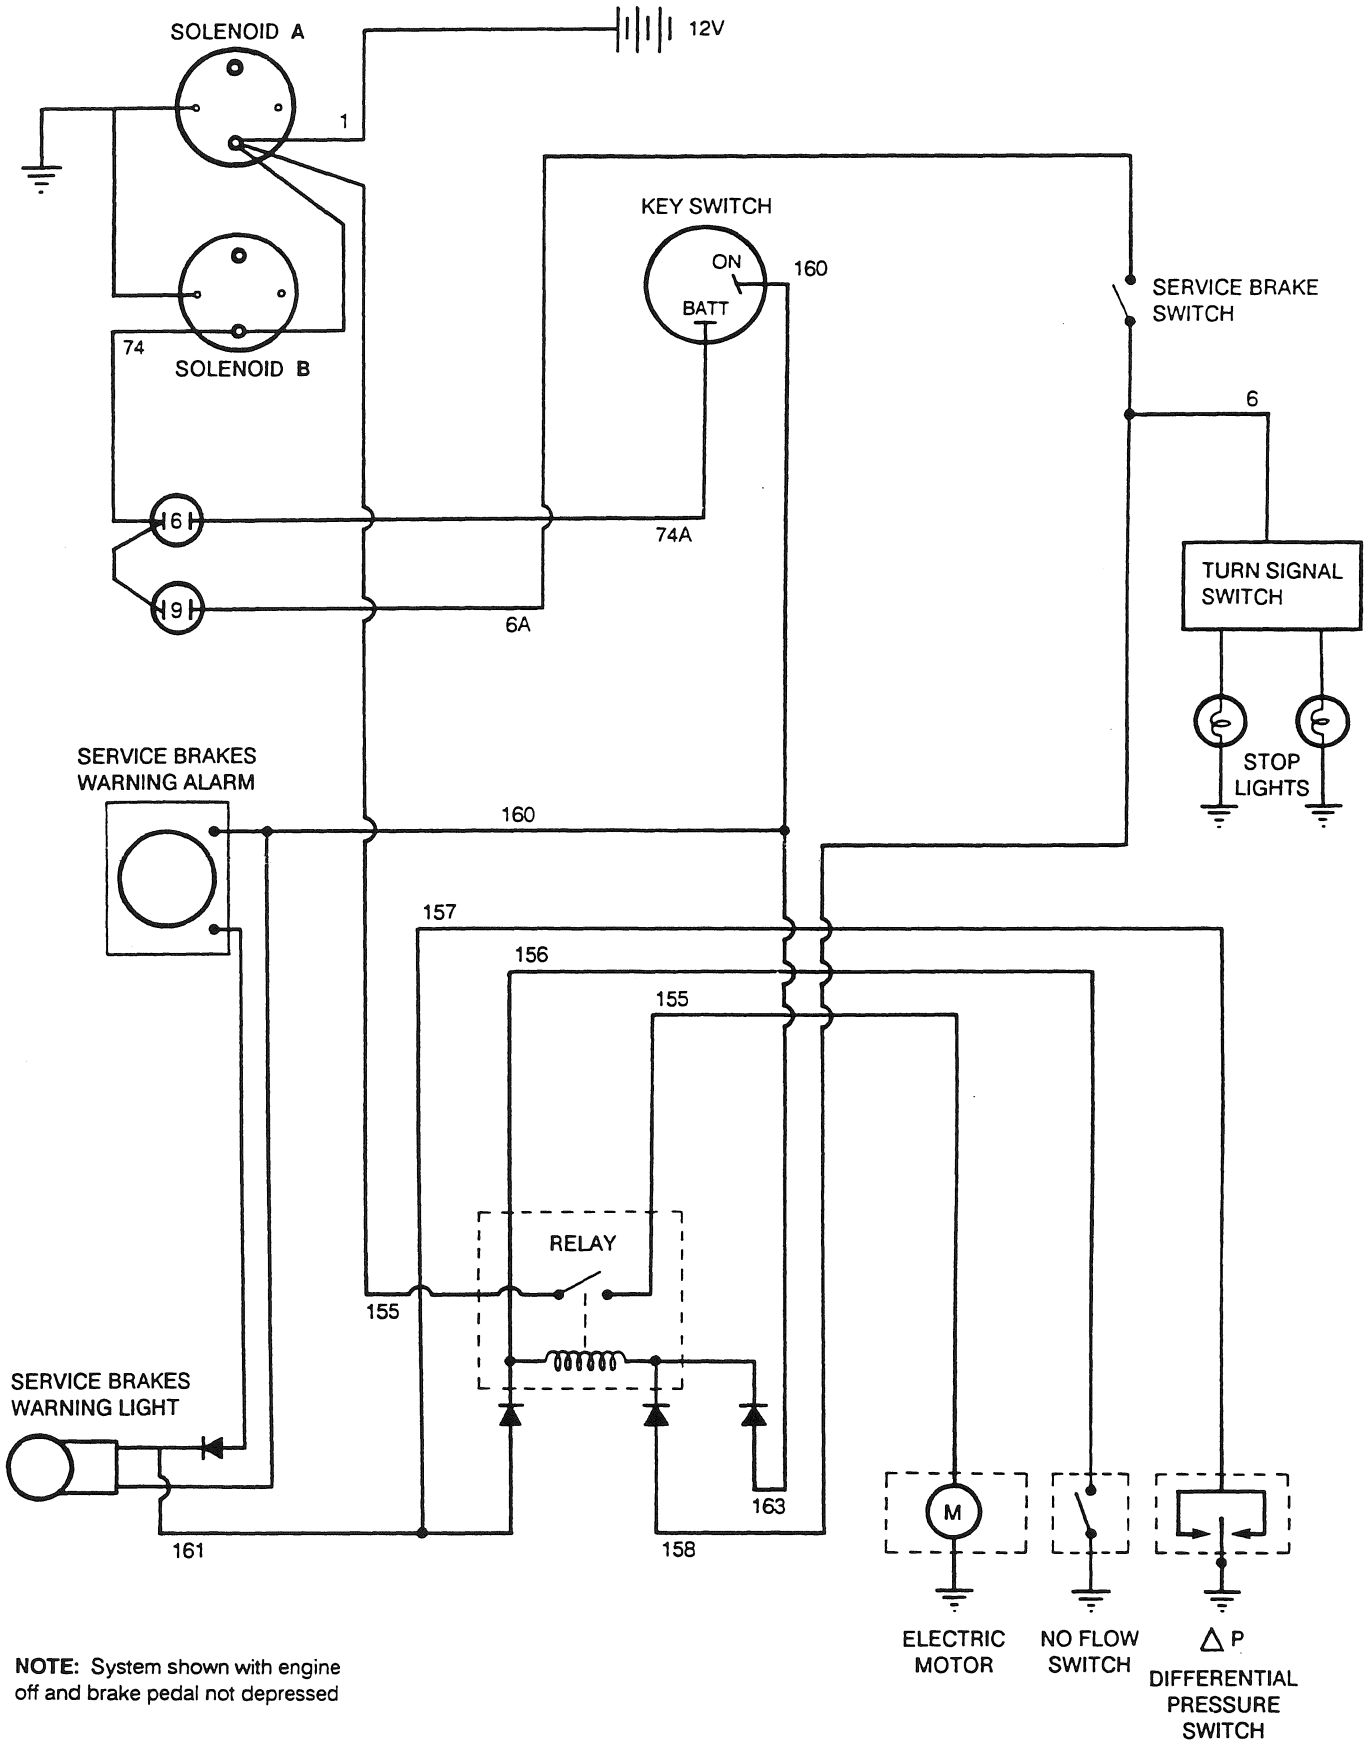 SOLENOID A
12V
1
KEY SWITCH
ON
160
BATT
SERVICE BRAKE
SWITCH
74
SOLENOID B
6
6
74A
9
6A
TURN SIGNAL
SWITCH
STOP
LIGHTS
SERVICE BRAKES
WARNING ALARM
160
157
156
155
RELAY
155
SERVICE BRAKES
WARNING LIGHT
163
M
161
158
ELECTRIC
MOTOR
NO FLOW
SWITCH
△ P
DIFFERENTIAL
PRESSURE
SWITCH
NOTE: System shown with engine
off and brake pedal not depressed